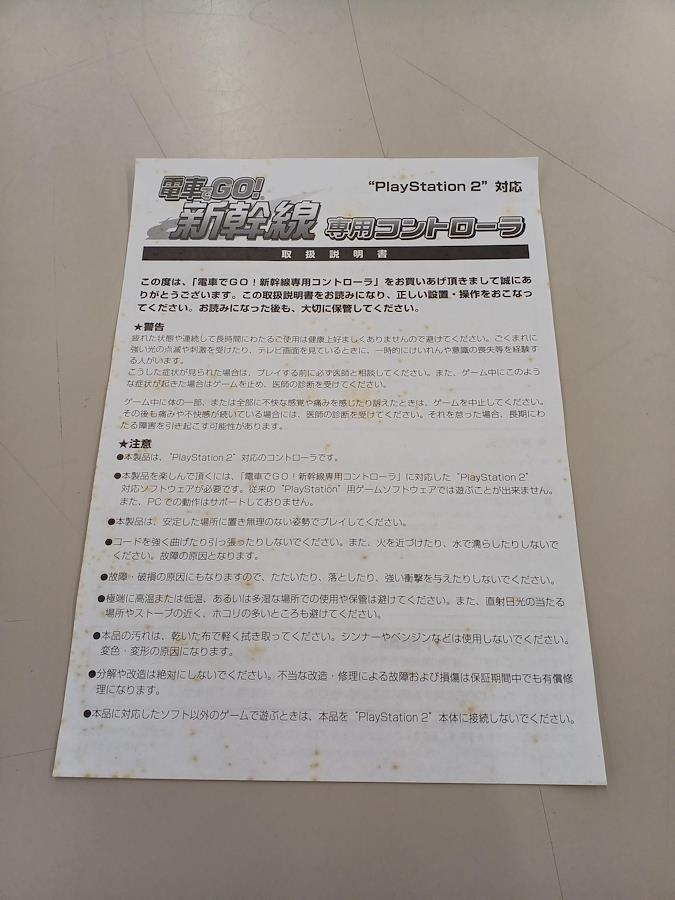 電車でGO! "PlayStation 2" 対応
新幹線 専用コントローラ
取扱説明書
この度は、「電車でGO!新幹線専用コントローラ」をお買いあげ頂きまして誠にあ
りがとうございます。この取扱説明書をお読みになり、正しい設置・操作をおこなっ
てください。お読みになった後も、大切に保管してください。
★警告
疲れた状態や連続して長時間にわたるご使用は健康上好ましくありませんので避けてください。ごくまれに
強い光の点滅や刺激を受けたり、テレビ画面を見ているときに、一時的にけいれんや意識の喪失等を経験す
る人がいます。
こうした症状が見られた場合は、プレイする前に必ず医師と相談してください。また、ゲーム中にこのよう
な症状が起きた場合はゲームを止め、医師の診断を受けてください。
ゲーム中に体の一部、または全部に不快な感覚や痛みを感じたり訴えたときは、ゲームを中止してください。
その後も痛みや不快感が続いている場合には、医師の診断を受けてください。それを怠った場合、長期にわ
たる障害を引き起こす可能性があります。
★注意
●本製品は、"PlayStation 2"対応のコントローラです。
●本製品を楽しんで頂くには、「電車でGO!新幹線専用コントローラ」に対応した"PlayStation 2"
対応ソフトウェアが必要です。従来の"PlayStation"用ゲームソフトウェアでは遊ぶことが出来ません。
また、PCでの動作はサポートしておりません。
●本製品は、安定した場所に置き無理のない姿勢でプレイしてください。
●コードを強く曲げたり引っ張ったりしないでください。また、火を近づけたり、水で濡らしたりしないで
ください。故障の原因となります。
●故障・破損の原因にもなりますので、たたいたり、落としたり、強い衝撃を与えたりしないでください。
●極端に高温または低温、あるいは多湿な場所での使用や保管は避けてください。また、直射日光の当たる
場所やストーブの近く、ホコリの多いところも避けてください。
●本品の汚れは、乾いた布で軽く拭き取ってください。シンナーやベンジンなどは使用しないでください。
変色・変形の原因になります。
●分解や改造は絶対にしないでください。不当な改造・修理による故障および損傷は保証期間中でも有償修
理になります。
●本品に対応したソフト以外のゲームで遊ぶときは、本品を"PlayStation 2"本体に接続しないでください。